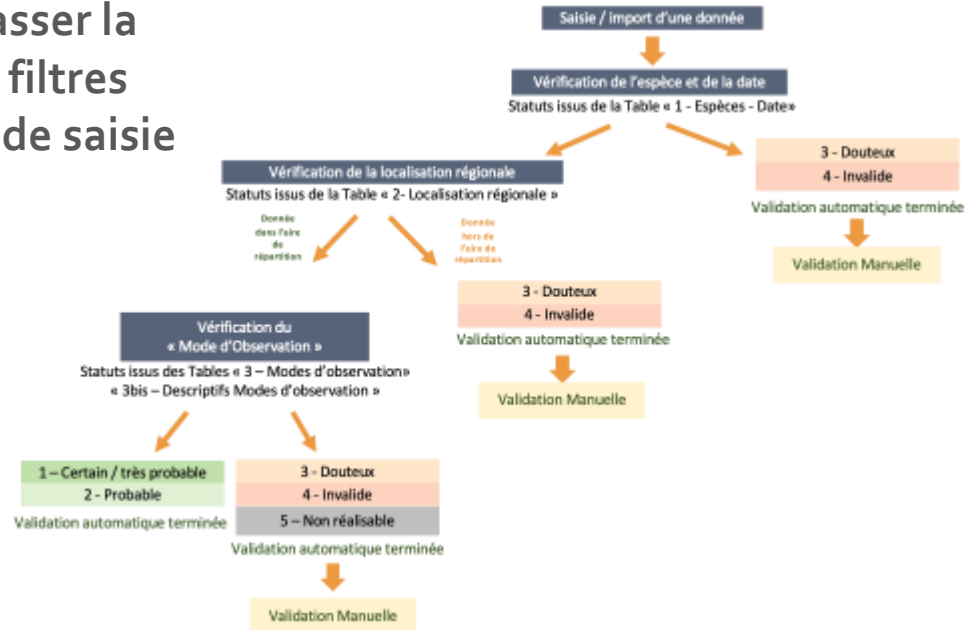 asser la
filtres
de saisie
Saisie / import d'une donnée
Vérification de l'espèce et de la date
Statuts issus de la Table « 1 - Espèces - Date»
3 - Douteux
4 - Invalide
Validation automatique terminée
Validation Manuelle
Vérification de la localisation régionale
Statuts issus de la Table « 2- Localisation régionale »
Donnée
dans l'aire
de
répartition
Donnée
hors de
l'aire de
répartition
3 - Douteux
4 - Invalide
Validation automatique terminée
Validation Manuelle
Vérification du
« Mode d'Observation »
Statuts issus des Tables « 3 – Modes d'observation»
« 3bis – Descriptifs Modes d'observation »
1 – Certain / très probable
2 - Probable
Validation automatique terminée
3 - Douteux
4 - Invalide
5 – Non réalisable
Validation automatique terminée
Validation Manuelle